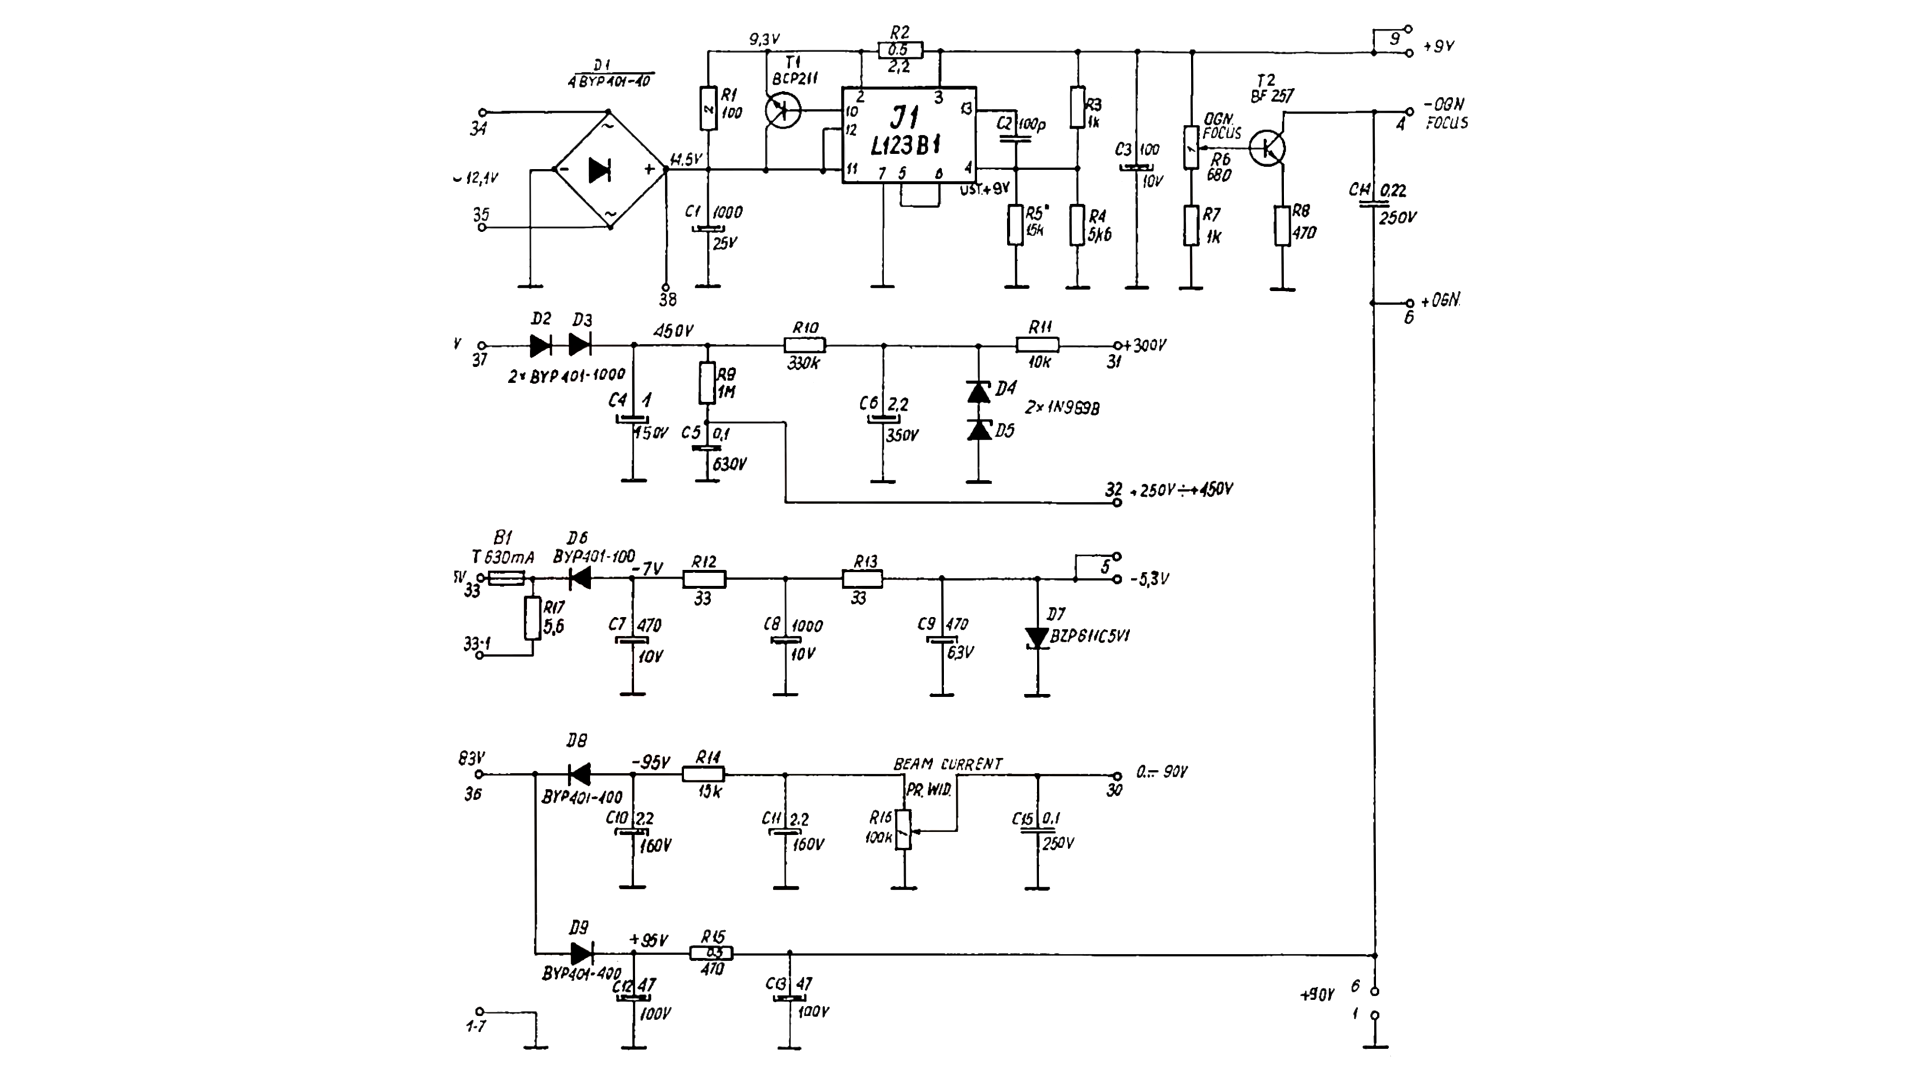 D1
4 BYP401-40
34
~12,1V
35
~
-
+
~
14.5V
38
9,3V
R1
100
2
T1
BCP211
C1 1000
25V
R2
0.5
2,2
2
3
10
12
11
13
4
7
5
6
J1
L123B1
C2 100p
UST.+9V
R3
1k
R5*
15k
R4
5k6
C3 100
10V
OGN.
FOCUS
R6
680
R7
1K
T2
BF 257
R8
470
9
+9V
-OGN
FOCUS
4
C14 0,22
250V
+OGN.
6
V
37
D2
D3
2×BYP401-1000
450V
C4 1
450V
R9
1M
C5 0,1
630V
R10
330k
C6 2,2
350V
D4
D5
2×1N969B
R11
10k
+300V
31
32
+250V÷+450V
B1
T 630mA
5V
33
33-1
R17
5,6
D6
BYP401-100
-7V
C7 470
10V
R12
33
C8 1000
10V
R13
33
C9 470
6,3V
D7
BZP611C5V1
5
-5,3V
83V
36
D8
BYP401-400
-95V
C10 2,2
160V
R14
15k
C11 2,2
160V
BEAM CURRENT
PR.WID.
R16
100k
C15 0,1
250V
0...-90V
30
D9
BYP401-400
+95V
C12 47
100V
R15
0.5
470
C13 47
100V
+90V
6
1
1-7